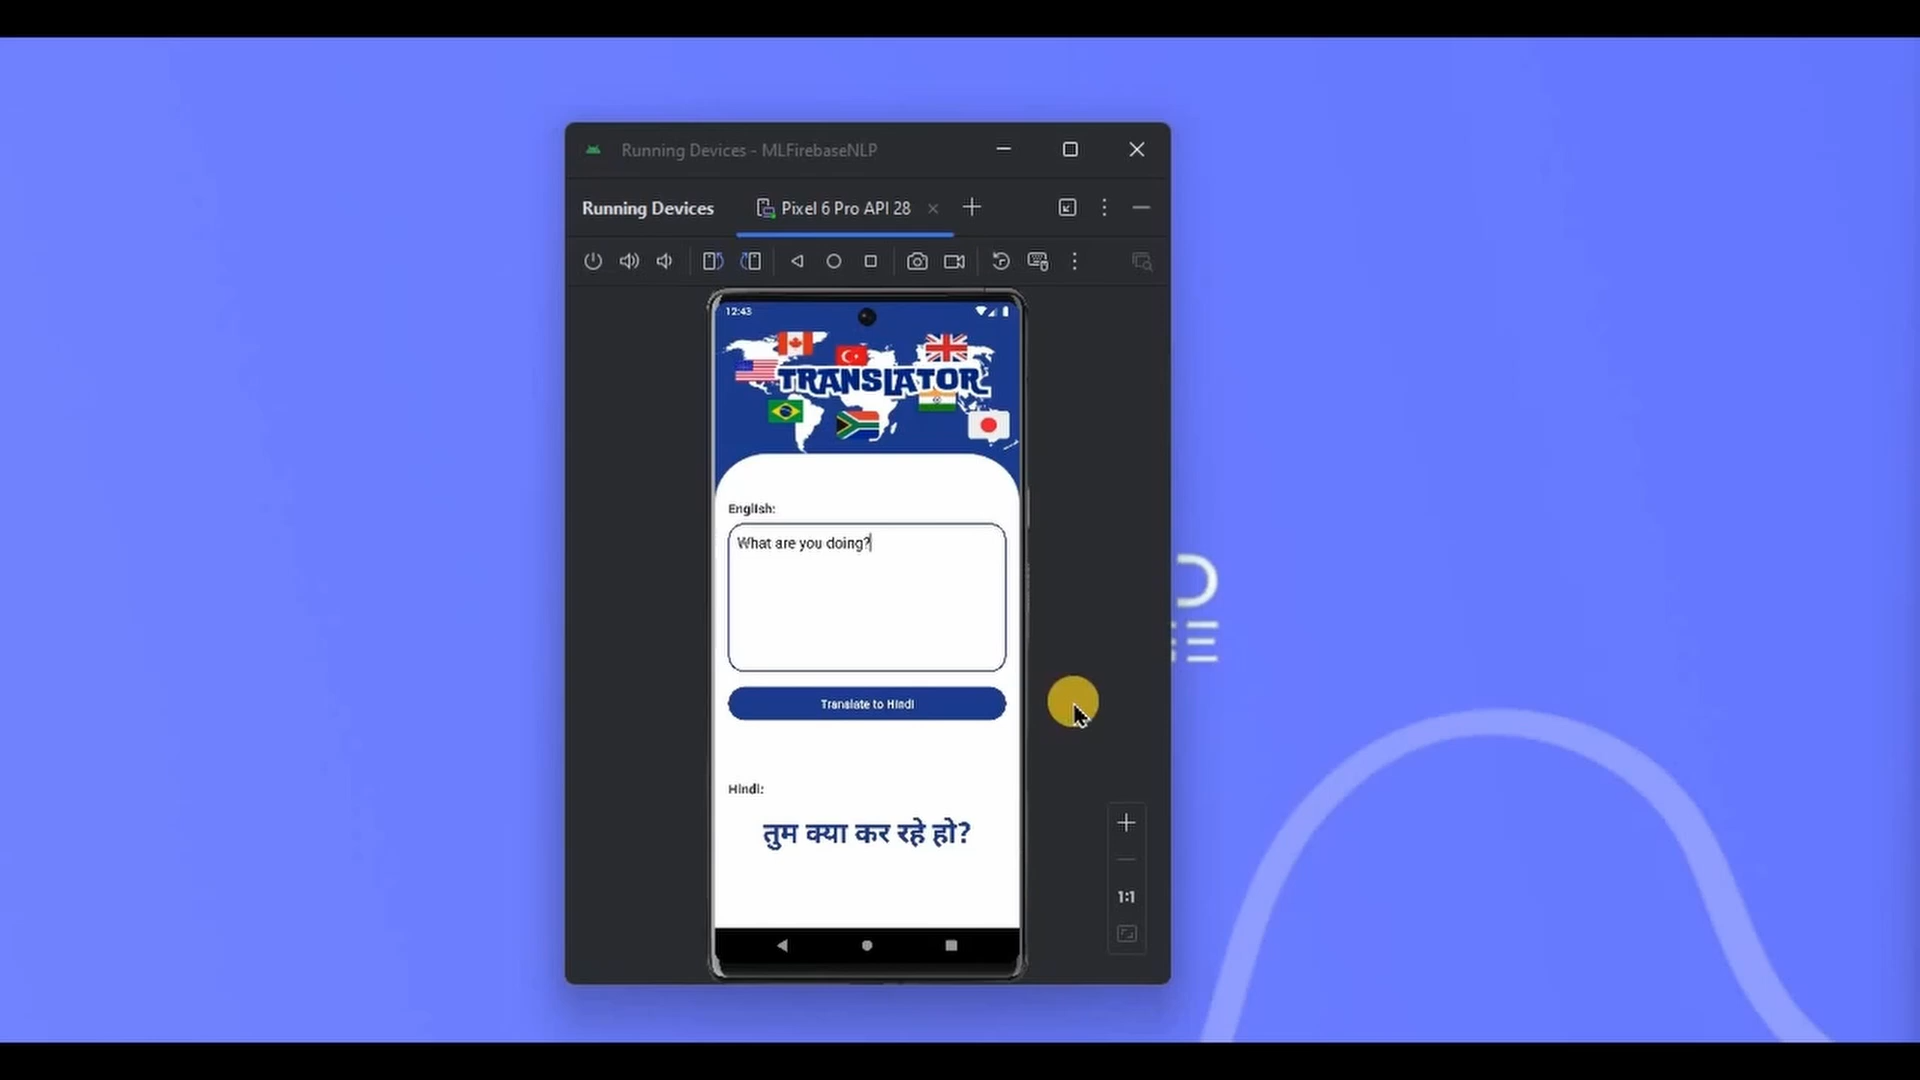 Running Devices - MLFirebaseNLP
Running Devices
Pixel 6 Pro API 28
12:43
TRANSLATOR
English:
What are you doing?
Translate to Hindi
Hindi:
तुम क्या कर रहे हो?
1:1